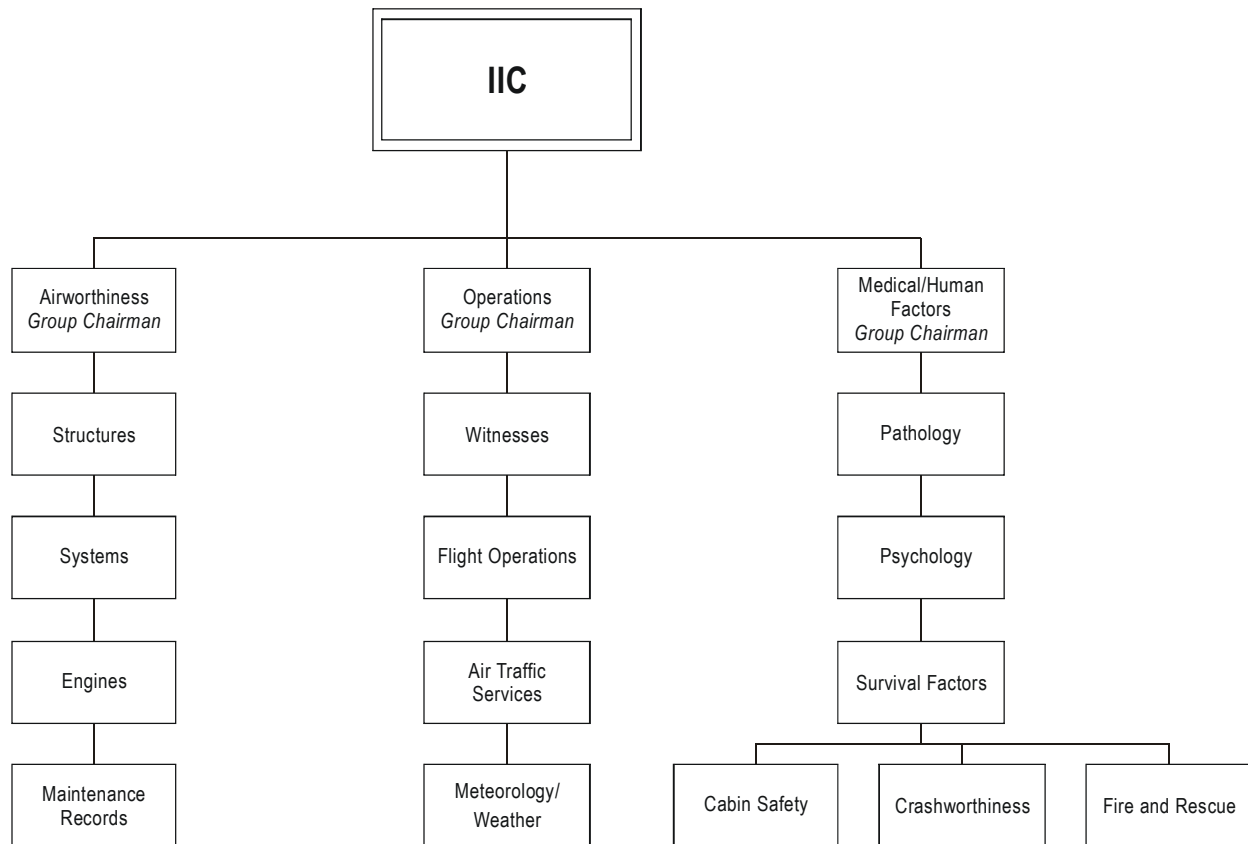 IIC
Airworthiness
Group Chairman
Operations
Group Chairman
Medical/Human
Factors
Group Chairman
Structures
Witnesses
Pathology
Systems
Flight Operations
Psychology
Engines
Air Traffic
Services
Survival Factors
Maintenance
Records
Meteorology/
Weather
Cabin Safety
Crashworthiness
Fire and Rescue